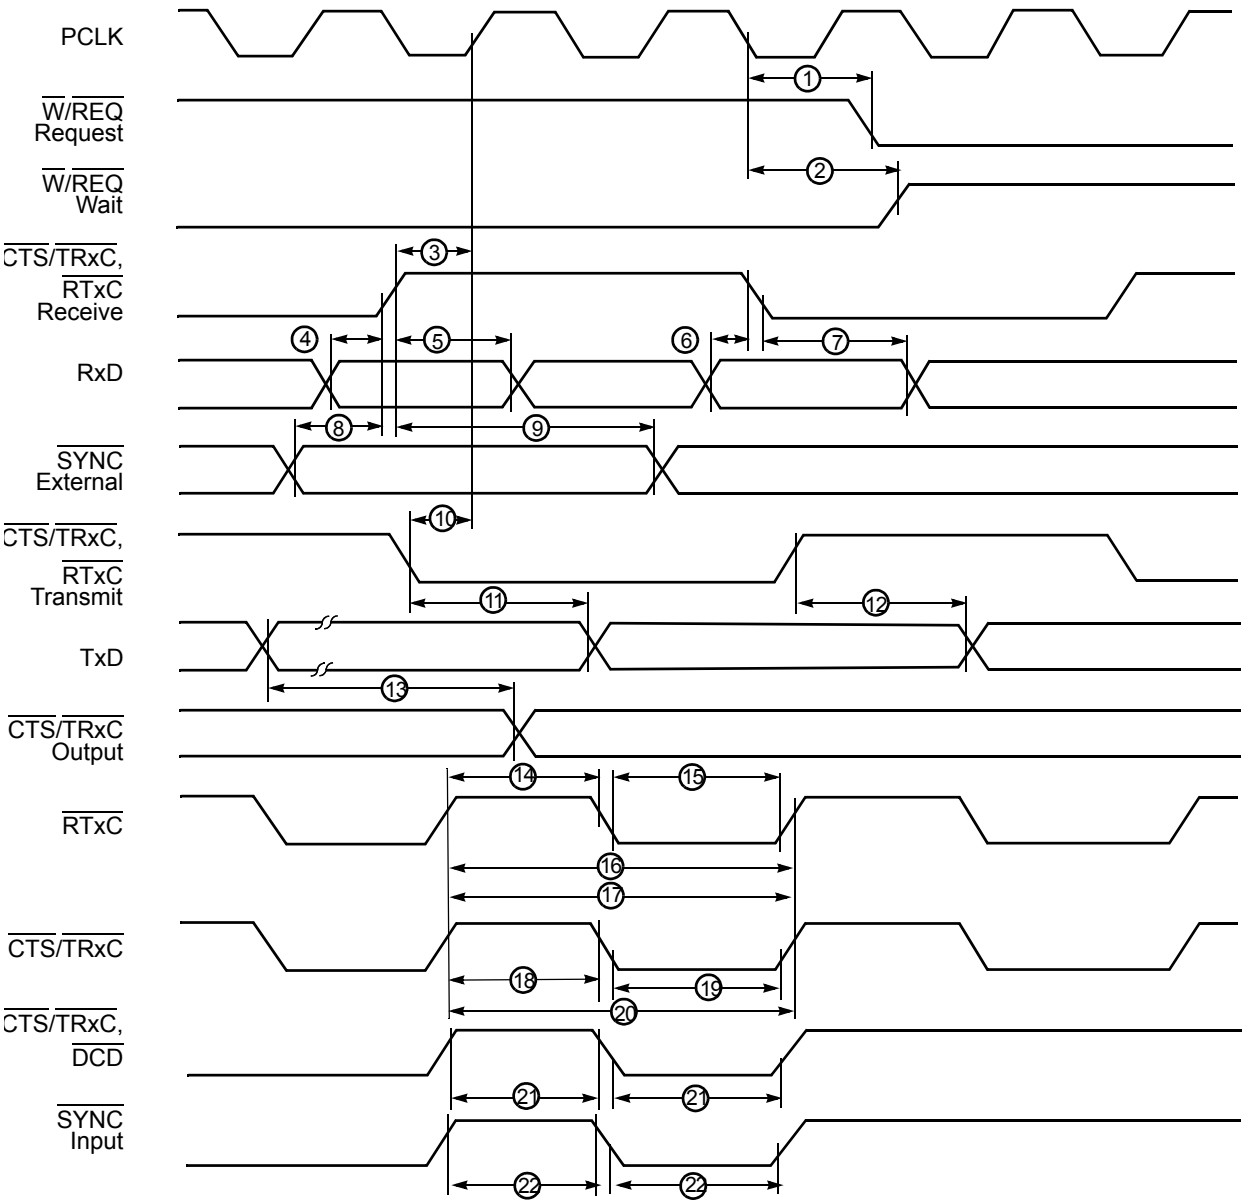 PCLK
1
W/REQ
Request
2
W/REQ
Wait
CTS/TRxC,
3
RTxC
Receive
4
5
6
7
RxD
8
9
SYNC
External
10
CTS/TRxC,
RTxC
Transmit
11
12
TxD
13
CTS/TRxC
Output
14
15
RTxC
16
17
CTS/TRxC
18
19
20
CTS/TRxC,
DCD
21
21
SYNC
Input
22
22